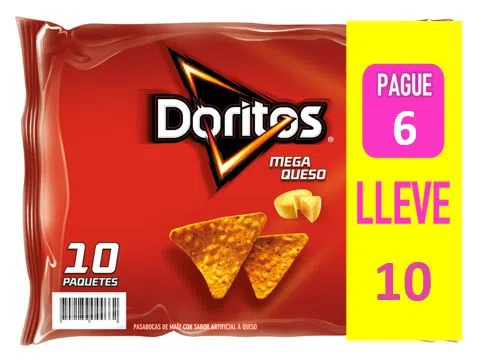 Doritos
MEGA
QUESO
10
PAQUETES
PASABOCAS DE MAÍZ CON SABOR ARTIFICIAL A QUESO
PAGUE
6
LLEVE
10